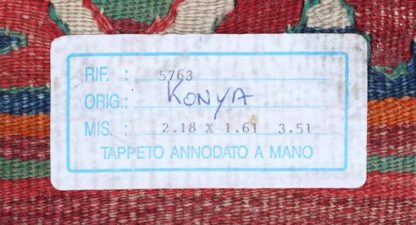 RIF. : 5763
ORIG.: KONYA
MIS. : 2.18 X 1.61 3.51
TAPPETO ANNODATO A MANO